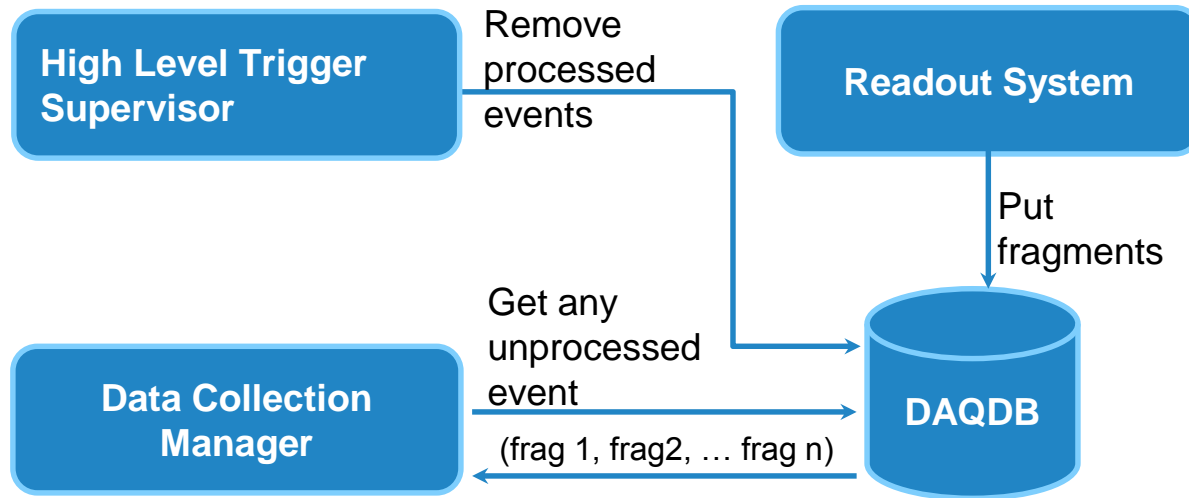 High Level Trigger
Supervisor
Remove
processed
events
Readout System
Put
fragments
Get any
unprocessed
event
Data Collection
Manager
DAQDB
(frag 1, frag2, … frag n)